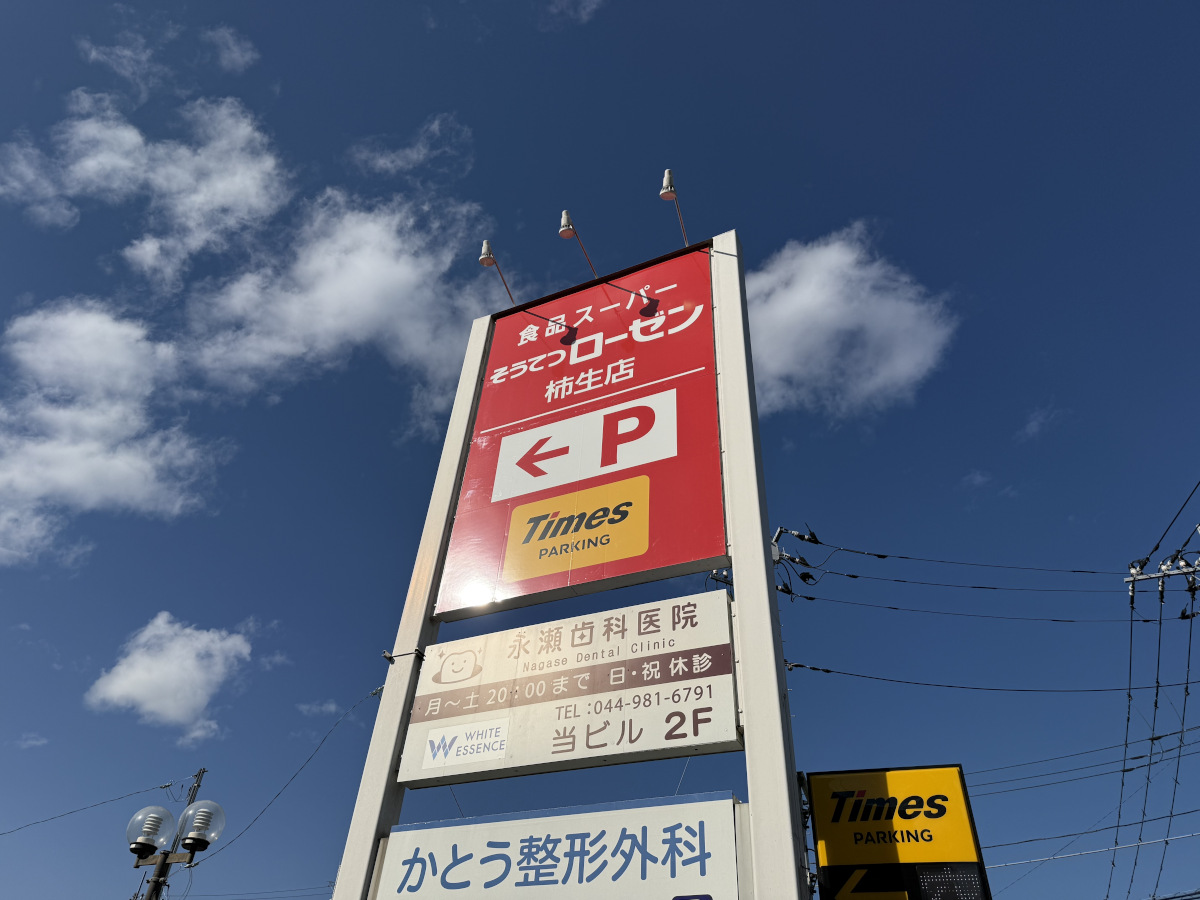 食品スーパー
そうてつローゼン
柿生店
← P
Times
PARKING
永瀬歯科医院
Nagase Dental Clinic
月〜土 20:00まで 日・祝 休診
TEL:044-981-6791
WHITE ESSENCE
当ビル 2F
かとう整形外科
Times
PARKING